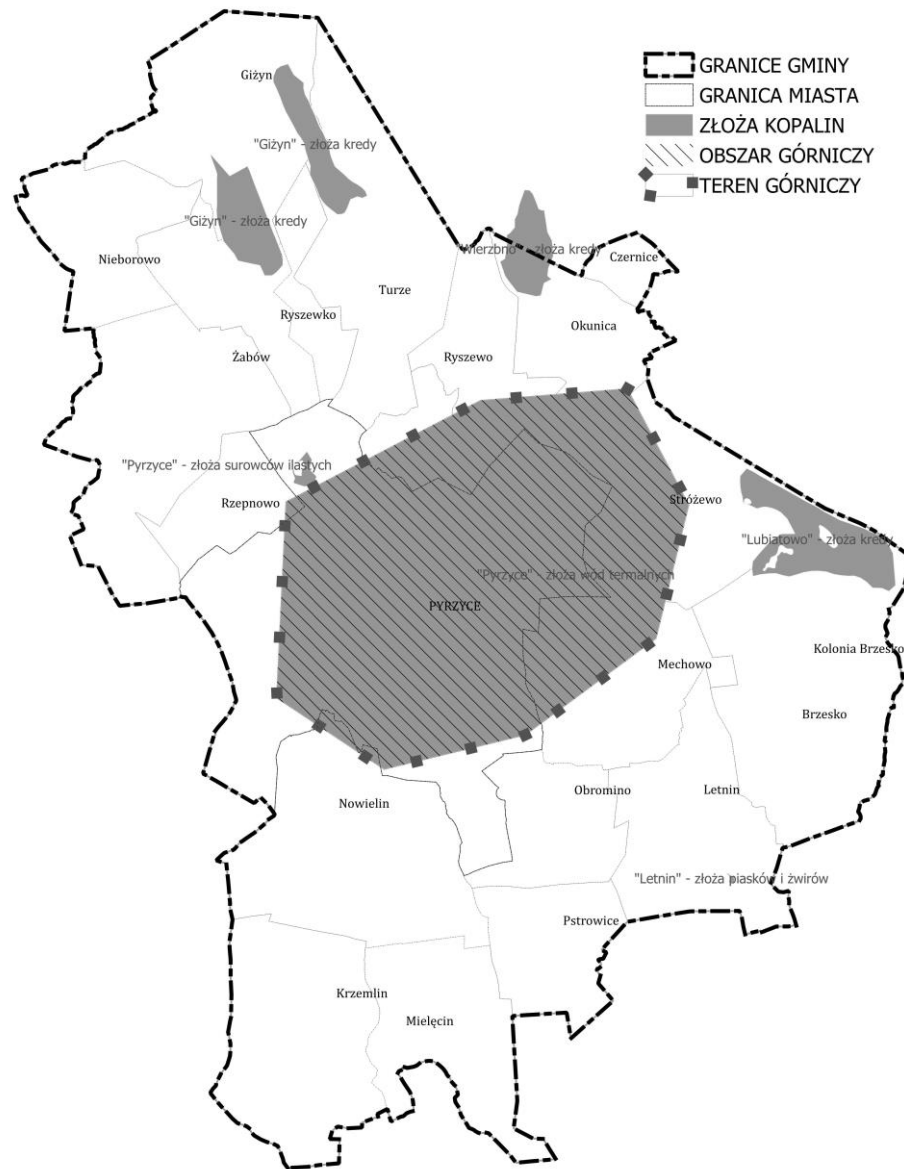 GRANICE GMINY
GRANICA MIASTA
ZŁOŻA KOPALIN
OBSZAR GÓRNICZY
TEREN GÓRNICZY
Giżyn
"Giżyn" - złoża kredy
"Giżyn" - złoża kredy
"Wierzbno" - złoża kredy
Czernice
Nieborowo
Turze
Ryszewko
Okunica
Żabów
Ryszewo
"Pyrzyce" - złoża surowców ilastych
Rzepnowo
Stróżewo
"Lubiatowo" - złoża kredy
"Pyrzyce" - złoża wód termalnych
PYRZYCE
Kolonia Brzesko
Mechowo
Brzesko
Obromino
Letnin
Nowielin
"Letnin" - złoża piasków i żwirów
Pstrowice
Krzemlin
Mielęcin